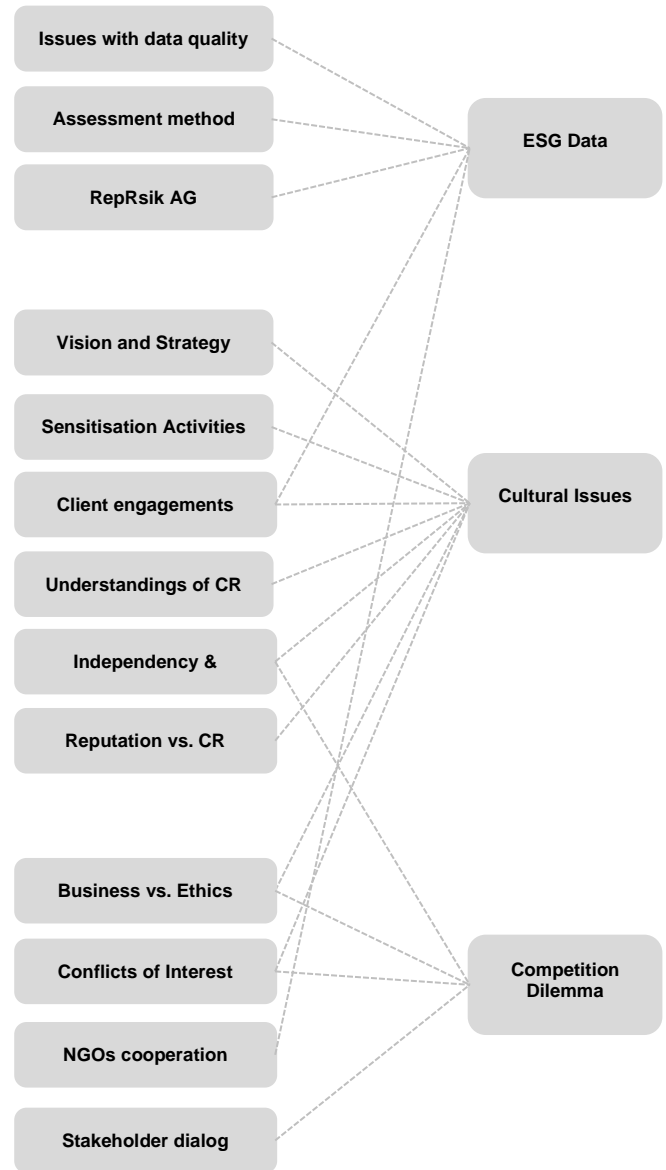 Issues with data quality
Assessment method
RepRsik AG
Vision and Strategy
Sensitisation Activities
Client engagements
Understandings of CR
Independency &
Reputation vs. CR
Business vs. Ethics
Conflicts of Interest
NGOs cooperation
Stakeholder dialog
ESG Data
Cultural Issues
Competition
Dilemma